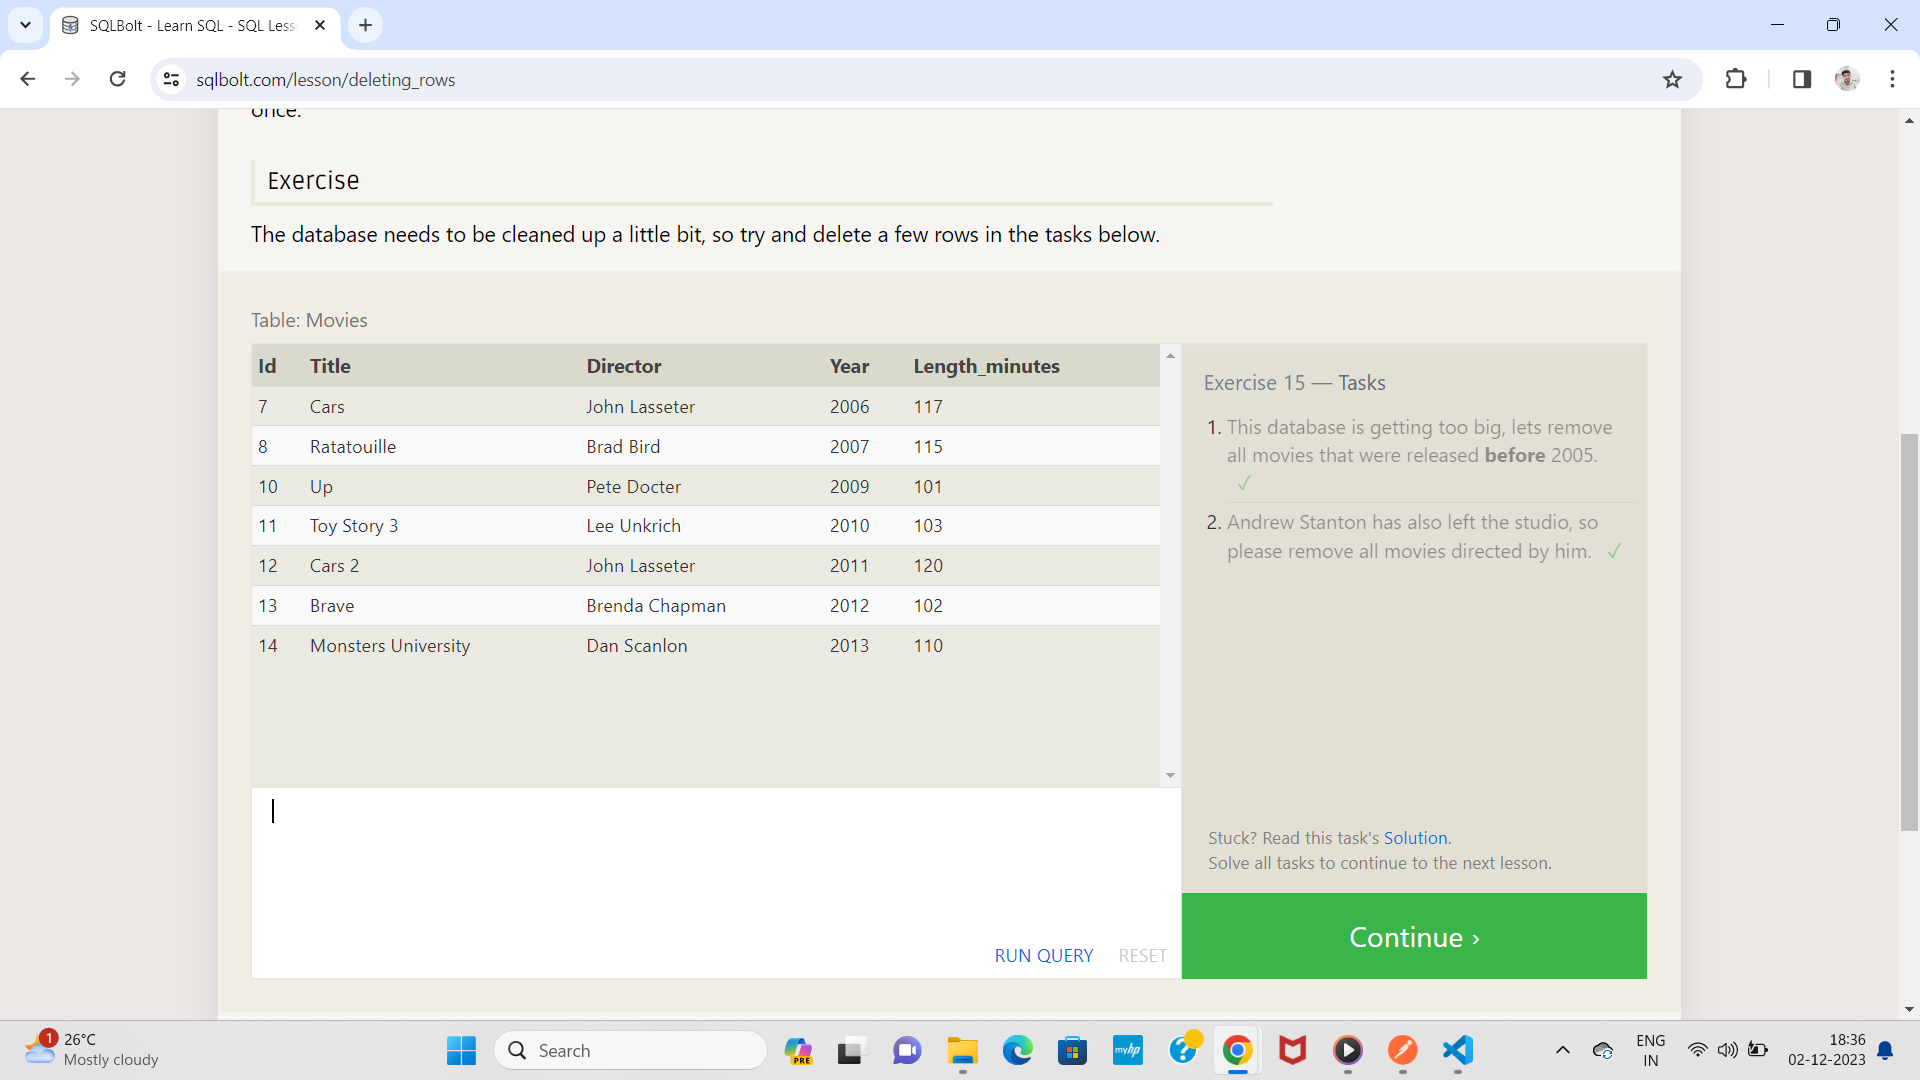 SQLBolt - Learn SQL - SQL Less
sqlbolt.com/lesson/deleting_rows
once.
Exercise
The database needs to be cleaned up a little bit, so try and delete a few rows in the tasks below.
Table: Movies
Id Title Director Year Length_minutes
7 Cars John Lasseter 2006 117
8 Ratatouille Brad Bird 2007 115
10 Up Pete Docter 2009 101
11 Toy Story 3 Lee Unkrich 2010 103
12 Cars 2 John Lasseter 2011 120
13 Brave Brenda Chapman 2012 102
14 Monsters University Dan Scanlon 2013 110
Exercise 15 — Tasks
1. This database is getting too big, lets remove
all movies that were released before 2005.
✓
2. Andrew Stanton has also left the studio, so
please remove all movies directed by him. ✓
Stuck? Read this task's Solution.
Solve all tasks to continue to the next lesson.
RUN QUERY RESET
Continue ›
1
26°C
Mostly cloudy
Search
PRE
myhp
ENG
IN
18:36
02-12-2023